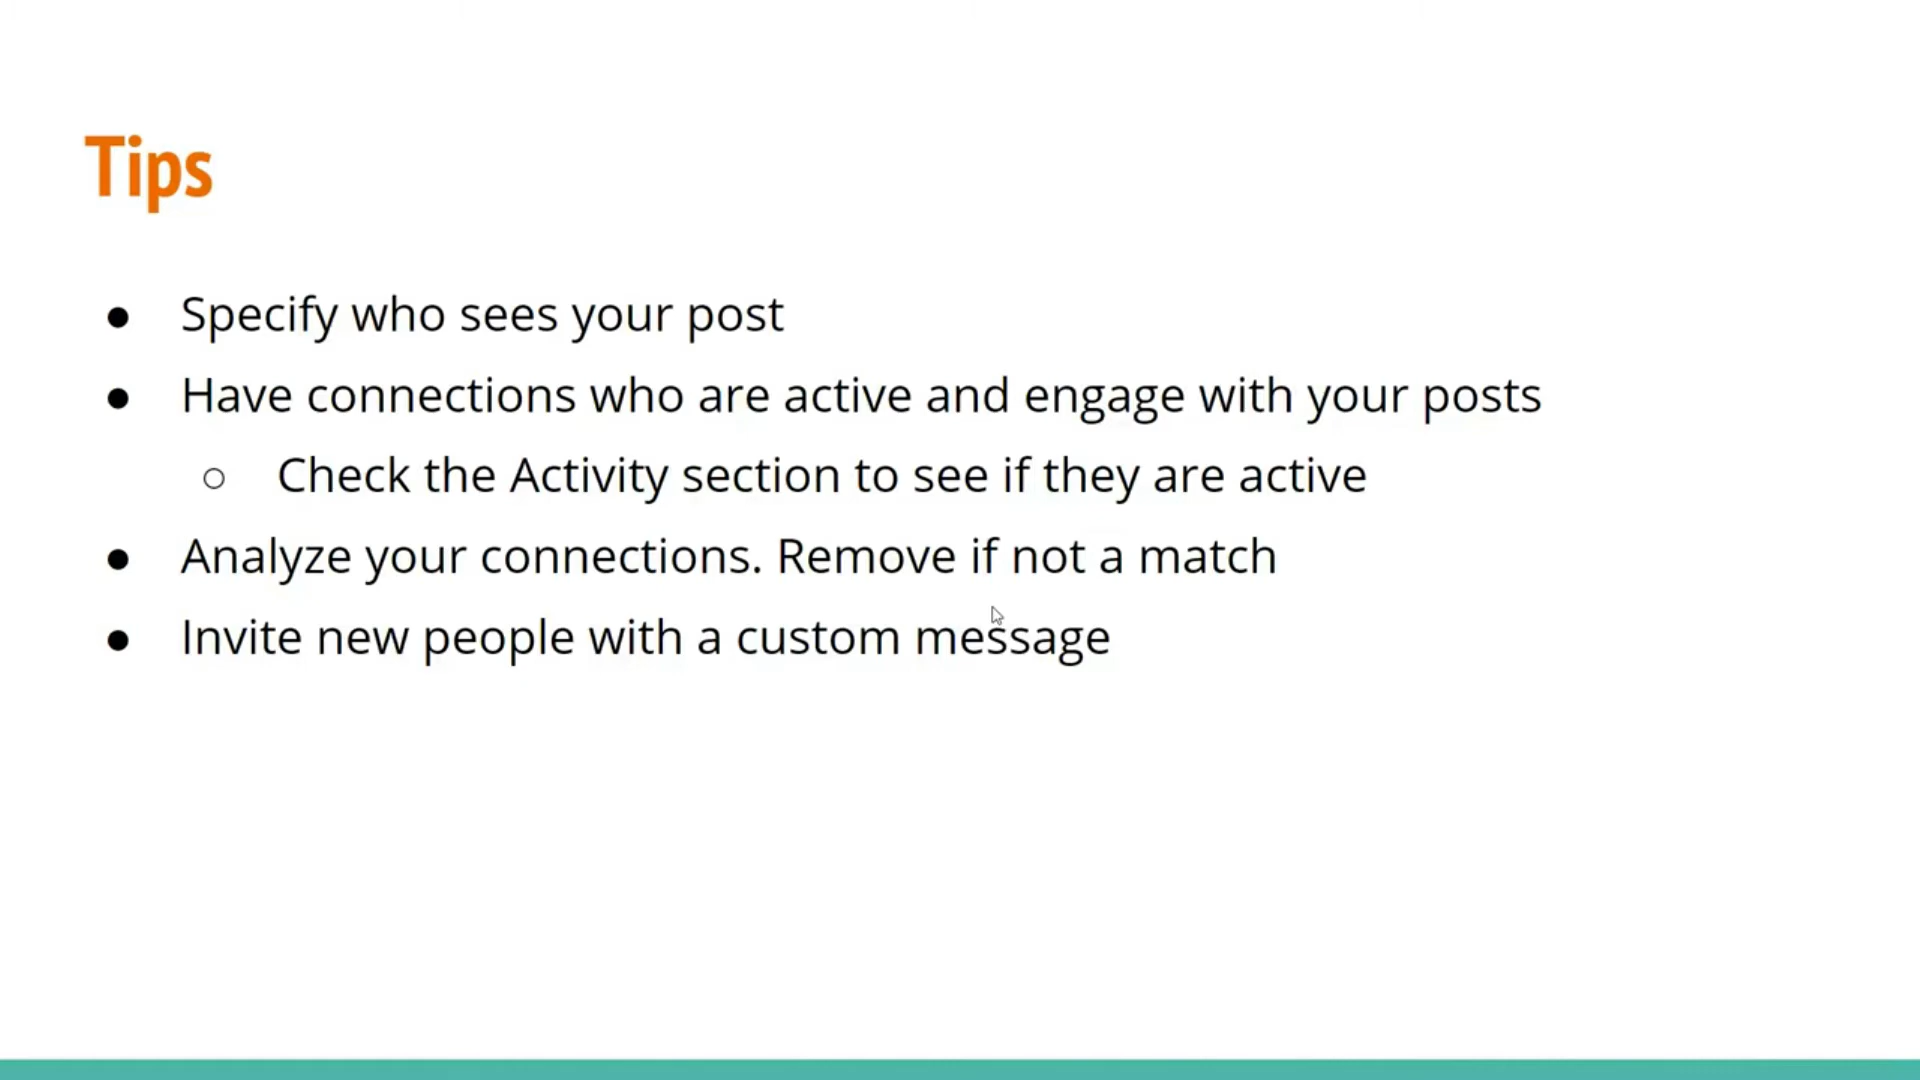 Tips
● Specify who sees your post
● Have connections who are active and engage with your posts
○ Check the Activity section to see if they are active
● Analyze your connections. Remove if not a match
● Invite new people with a custom message